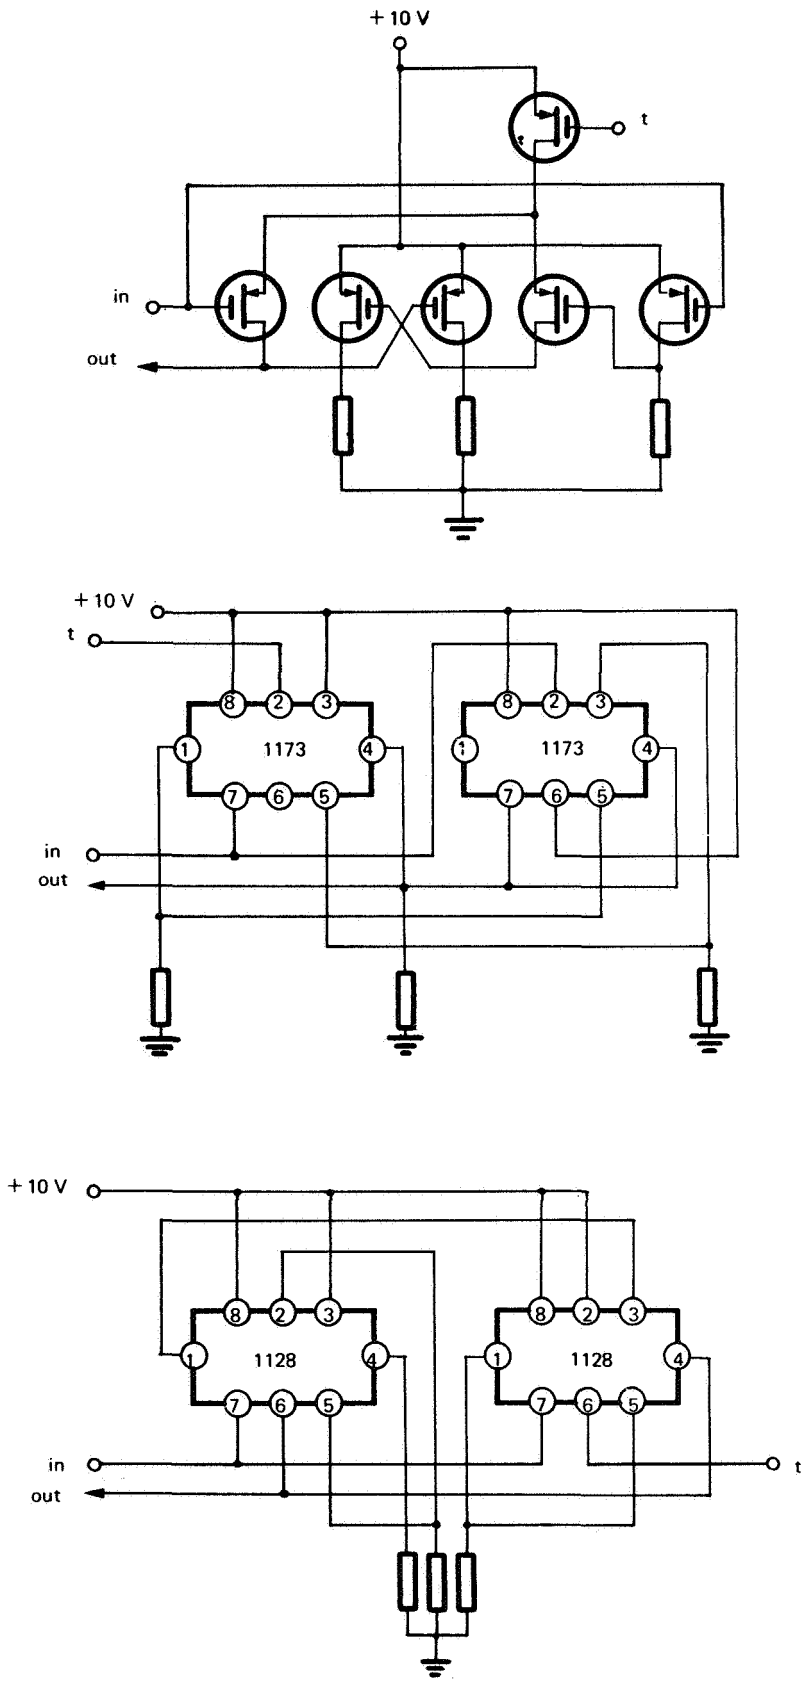 + 10 V
t
in
out
+ 10 V
t
8 2 3 8 2 3
1 1173 4 1 1173 4
7 6 5 7 6 5
in
out
+ 10 V
8 2 3 8 2 3
1 1128 4 1 1128 4
7 6 5 7 6 5
in t
out